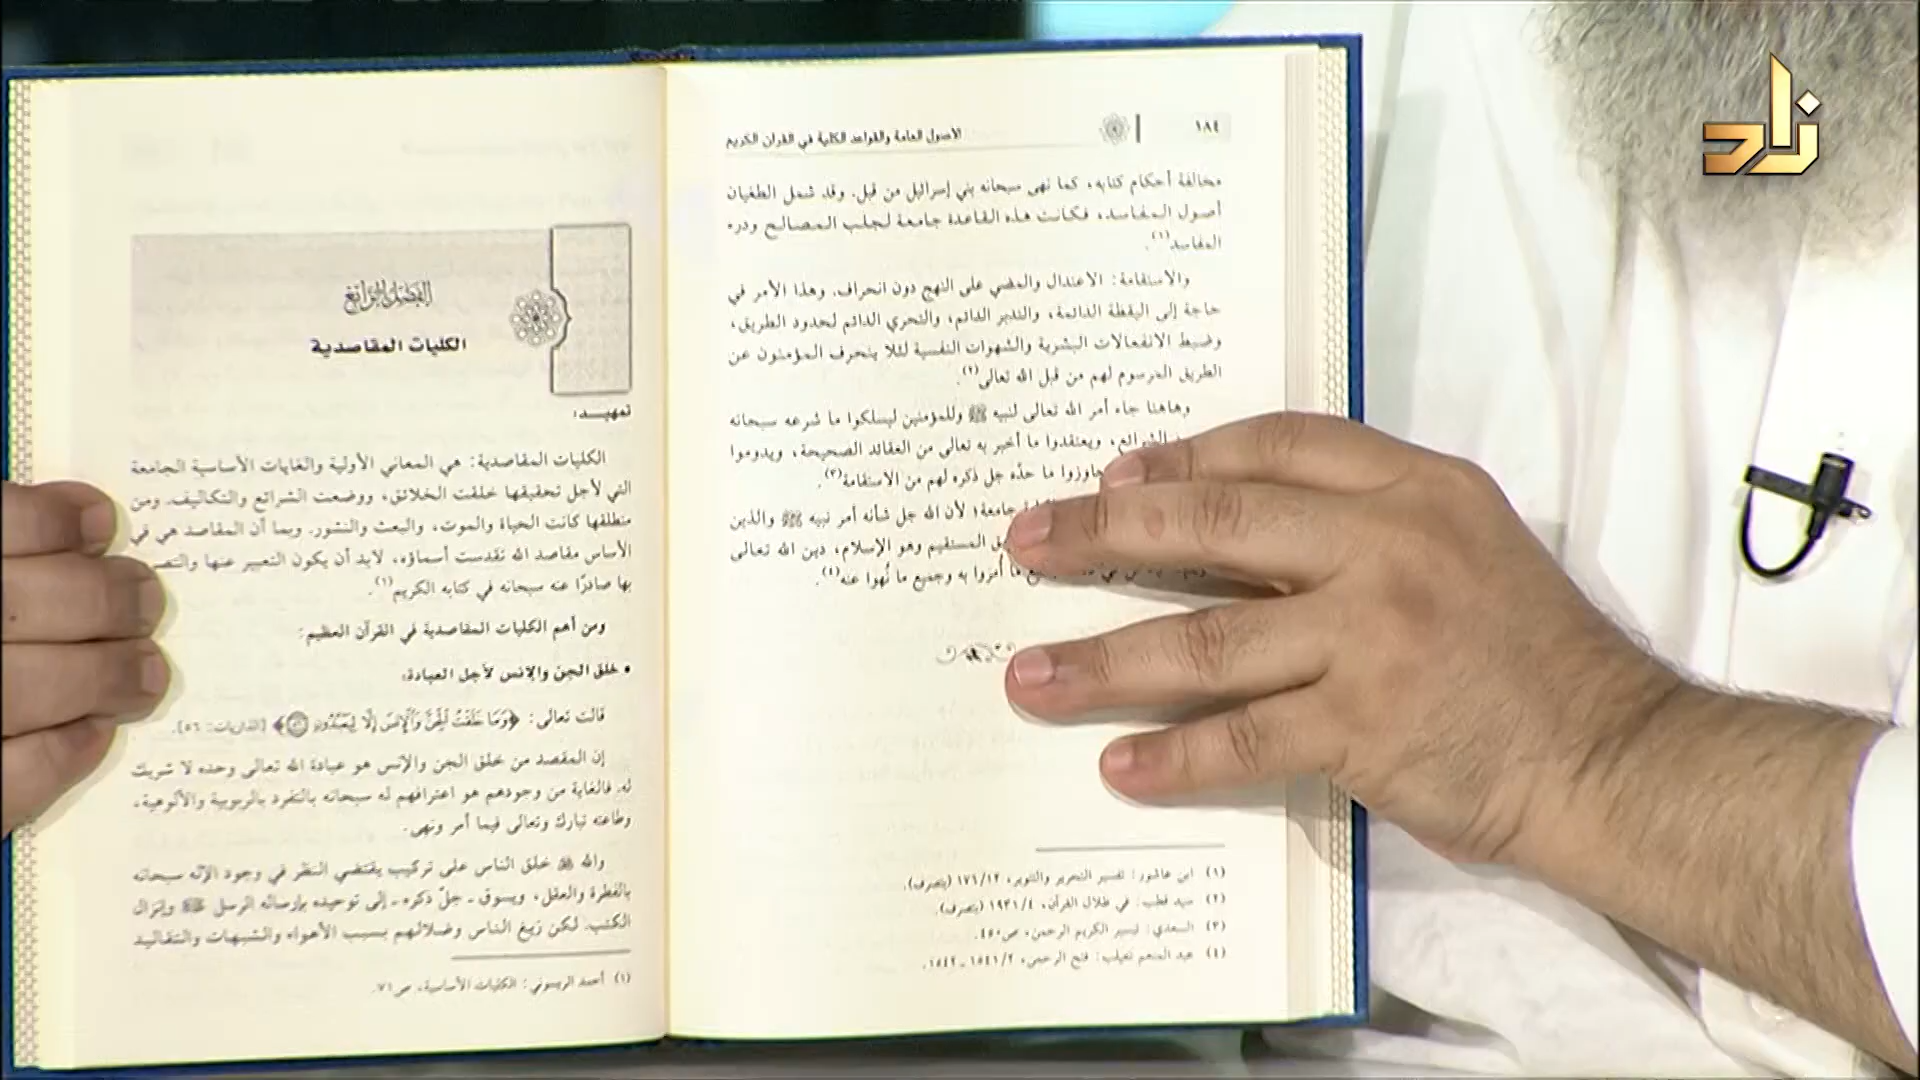 زاد
١٨٤
الأصول العامة والقواعد الكلية في القرآن الكريم
مخالفة أحكام كتابه، كما نهى سبحانه بني إسرائيل من قبل. وقد شمل الطغيان
أصول المفاسد، فكانت هذه القاعدة جامعة لجلب المصالح ودرء
المفاسد(١).
والاستقامة: الاعتدال والمضي على النهج دون انحراف. وهذا الأمر في
حاجة إلى اليقظة الدائمة، والتدبر الدائم، والتحري الدائم لحدود الطريق،
وضبط الانفعالات البشرية والشهوات النفسية لئلا ينحرف المؤمنون عن
الطريق المرسوم لهم من قبل الله تعالى(٢).
وهاهنا جاء أمر الله تعالى لنبيه ﷺ وللمؤمنين ليسلكوا ما شرعه سبحانه
الشرائع، ويعتقدوا ما أخبر به تعالى من العقائد الصحيحة، ويدوموا
ما حدّه جل ذكره لهم من الاستقامة(٣).
جامعة؛ لأن الله جل شأنه أمر نبيه ﷺ والذين
المستقيم وهو الإسلام، دين الله تعالى
ما أُمروا به وجميع ما نُهوا عنه(٤).
(١) ابن عاشور: تفسير التحرير والتنوير، ١٧٦/١٢ (بتصرف).
(٢) سيد قطب: في ظلال القرآن، ١٩٣١/٤ (بتصرف).
(٣) السعدي: تيسير الكريم الرحمن، ص٤٥٠.
(٤) عبد المنعم تعيلب: فتح الرحمن، ١٥٤١/٢ ـ ١٥٤٢.
الفصل الرابع
الكليات المقاصدية
تمهيد:
الكليات المقاصدية: هي المعاني الأولية والغايات الأساسية الجامعة
التي لأجل تحقيقها خلقت الخلائق، ووضعت الشرائع والتكاليف. ومن
منطلقها كانت الحياة والموت، والبعث والنشور. وبما أن المقاصد هي في
الأساس مقاصد الله تقدست أسماؤه، لابد أن يكون التعبير عنها
بها صادرًا عنه سبحانه في كتابه الكريم(١).
ومن أهم الكليات المقاصدية في القرآن العظيم:
• خلق الجن والإنس لأجل العبادة:
قالت تعالى: ﴿وَمَا خَلَقْتُ الْجِنَّ وَالْإِنسَ إِلَّا لِيَعْبُدُونِ ۝٥٦﴾ [الذاريات: ٥٦].
إن المقصد من خلق الجن والإنس هو عبادة الله تعالى وحده لا شريك
له. فالغاية من وجودهم هو اعترافهم له سبحانه بالتفرد بالربوبية والألوهية،
وطاعته تبارك وتعالى فيما أمر ونهى.
والله ﷻ خلق الناس على تركيب يقتضي النظر في وجود الإله سبحانه
بالفطرة والعقل، ويسوق ـ جلّ ذكره ـ إلى توحيده بإرساله الرسل ﷺ وإنزال
الكتب. لكن زيغ الناس وضلالهم بسبب الأهواء والشبهات والتقاليد
(١) أحمد الريسوني: الكليات الأساسية، ص٧١.